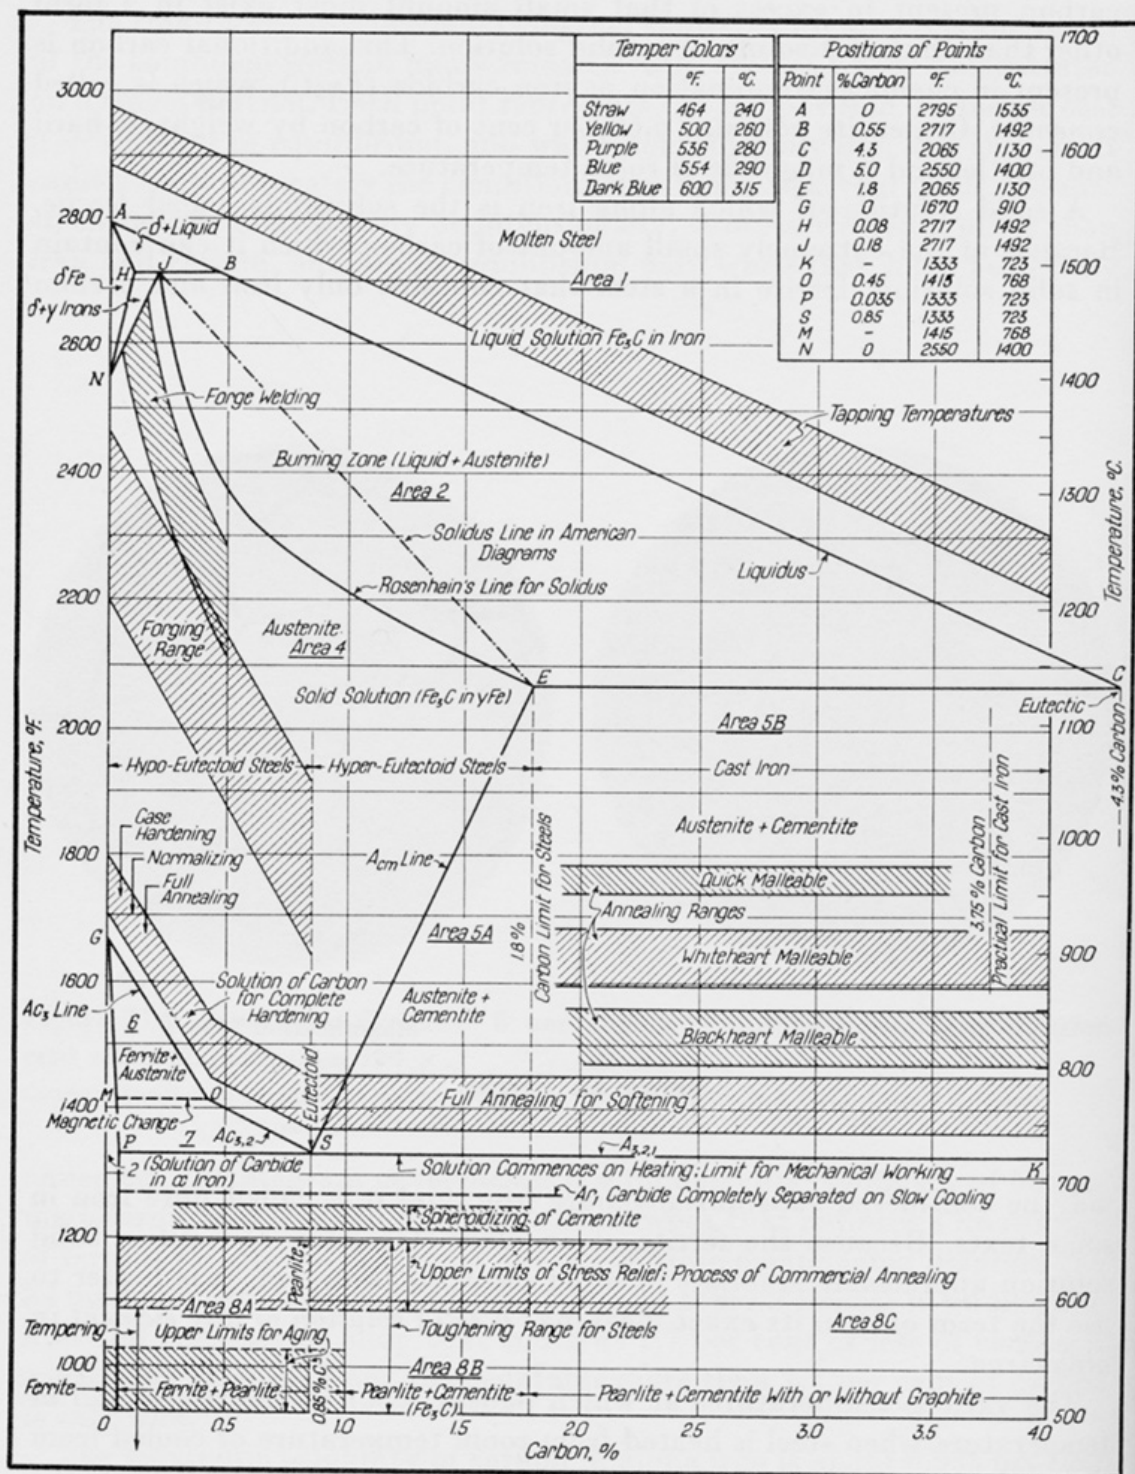 Temper Colors
°F. °C.
Straw 464 240
Yellow 500 260
Purple 536 280
Blue 554 290
Dark Blue 600 315
Positions of Points
Point %Carbon °F. °C.
A 0 2795 1535
B 0.55 2717 1492
C 4.3 2065 1130
D 5.0 2550 1400
E 1.8 2065 1130
G 0 1670 910
H 0.08 2717 1492
J 0.18 2717 1492
K - 1333 723
O 0.45 1415 768
P 0.035 1333 723
S 0.85 1333 723
M - 1415 768
N 0 2550 1400
Temperature, °F.
3000
2800
2600
2400
2200
2000
1800
1600
1400
1200
1000
1700
1600
1500
1400
1300
1200
1100
1000
900
800
700
600
500
Temperature, °C.
A
δ+Liquid
H
J
B
δFe
δ+γ Irons
N
Molten Steel
Area 1
Liquid Solution Fe₃C in Iron
Forge Welding
Tapping Temperatures
Burning Zone (Liquid+Austenite)
Area 2
Solidus Line in American
Diagrams
Liquidus
Rosenhain's Line for Solidus
Forging
Range
Austenite
Area 4
E
C
Solid Solution (Fe₃C in γFe)
Eutectic
Area 5B
4.3% Carbon
Hypo-Eutectoid Steels
Hyper-Eutectoid Steels
Cast Iron
Case
Hardening
Normalizing
Full
Annealing
Acm Line
Austenite + Cementite
Quick Malleable
Annealing Ranges
1.8%
Carbon Limit for Steels
3.75% Carbon
Practical Limit for Cast Iron
G
Area 5A
Whiteheart Malleable
Ac₃ Line
Solution of Carbon
for Complete
Hardening
Austenite +
Cementite
6
Ferrite+
Austenite
Blackheart Malleable
Eutectoid
M
O
Full Annealing for Softening
Magnetic Change
7
Ac₃,₂
S
P
A₃,₂,₁
K
2 (Solution of Carbide
in α Iron)
Solution Commences on Heating: Limit for Mechanical Working
Ar₁ Carbide Completely Separated on Slow Cooling
Spheroidizing of Cementite
Pearlite
Upper Limits of Stress Relief: Process of Commercial Annealing
Area 8A
Area 8C
Tempering
Upper Limits for Aging
Toughening Range for Steels
Area 8B
Ferrite
Ferrite + Pearlite
0.85% C
Pearlite + Cementite
(Fe₃C)
Pearlite + Cementite With or Without Graphite
0 0.5 1.0 1.5 2.0 2.5 3.0 3.5 4.0
Carbon, %